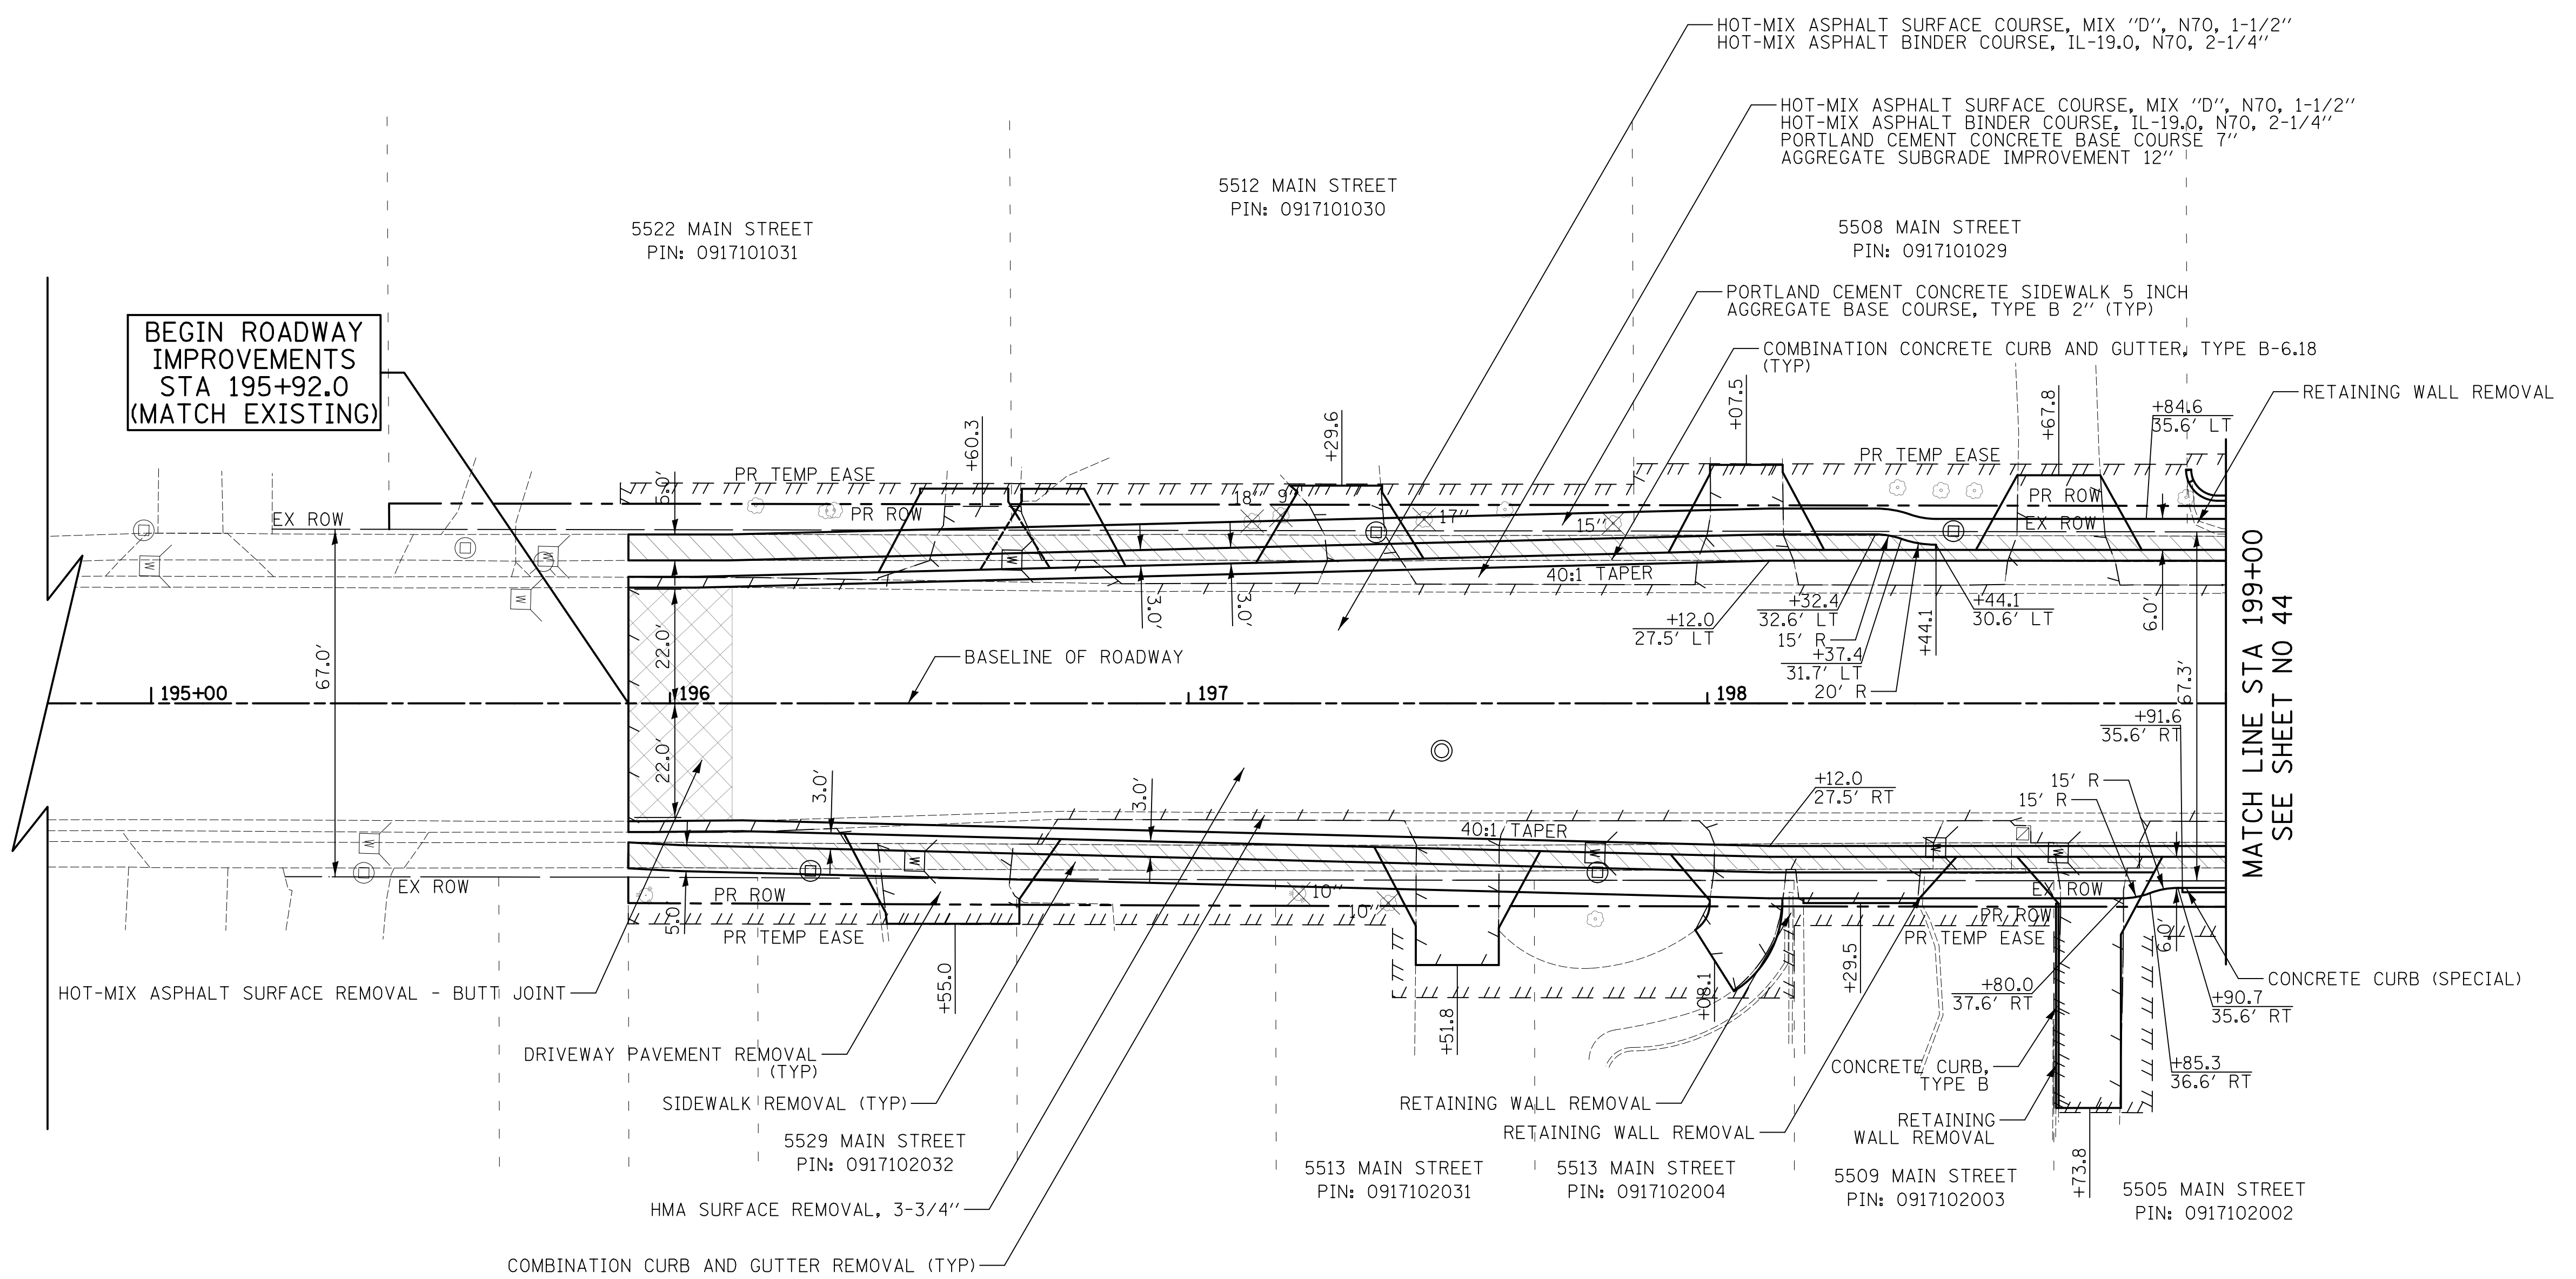 HOT-MIX ASPHALT SURFACE COURSE, MIX "D", N70, 1-1/2"
HOT-MIX ASPHALT BINDER COURSE, IL-19.0, N70, 2-1/4"
HOT-MIX ASPHALT SURFACE COURSE, MIX "D", N70, 1-1/2"
HOT-MIX ASPHALT BINDER COURSE, IL-19.0, N70, 2-1/4"
PORTLAND CEMENT CONCRETE BASE COURSE 7"
AGGREGATE SUBGRADE IMPROVEMENT 12"
5512 MAIN STREET
PIN: 0917101030
5522 MAIN STREET
PIN: 0917101031
5508 MAIN STREET
PIN: 0917101029
PORTLAND CEMENT CONCRETE SIDEWALK 5 INCH
AGGREGATE BASE COURSE, TYPE B 2" (TYP)
COMBINATION CONCRETE CURB AND GUTTER, TYPE B-6.18
(TYP)
BEGIN ROADWAY
IMPROVEMENTS
STA 195+92.0
(MATCH EXISTING)
RETAINING WALL REMOVAL
+60.3
+29.6
+07.5
+67.8
+84.6
35.6' LT
PR TEMP EASE
PR TEMP EASE
5.0'
18"
9"
17"
15"
PR ROW
EX ROW
PR ROW
EX ROW
W
W
W
W
40:1 TAPER
3.0'
3.0'
+12.0
27.5' LT
+32.4
32.6' LT
15' R
+37.4
31.7' LT
20' R
+44.1
+44.1
30.6' LT
6.0'
67.0'
22.0'
BASELINE OF ROADWAY
67.3'
195+00
196
197
198
MATCH LINE STA 199+00
SEE SHEET NO 44
22.0'
3.0'
3.0'
+91.6
35.6' RT
+12.0
27.5' RT
15' R
15' R
40:1 TAPER
W
W
W
W
W
EX ROW
PR ROW
5.0'
10"
10"
EX ROW
PR ROW
PR TEMP EASE
PR TEMP EASE
6.0'
+55.0
+51.8
+08.1
+29.5
+80.0
37.6' RT
CONCRETE CURB (SPECIAL)
+90.7
35.6' RT
HOT-MIX ASPHALT SURFACE REMOVAL - BUTT JOINT
DRIVEWAY PAVEMENT REMOVAL
(TYP)
CONCRETE CURB,
TYPE B
+85.3
36.6' RT
SIDEWALK REMOVAL (TYP)
RETAINING WALL REMOVAL
RETAINING WALL REMOVAL
RETAINING
WALL REMOVAL
+73.8
5529 MAIN STREET
PIN: 0917102032
5513 MAIN STREET
PIN: 0917102031
5513 MAIN STREET
PIN: 0917102004
5509 MAIN STREET
PIN: 0917102003
5505 MAIN STREET
PIN: 0917102002
HMA SURFACE REMOVAL, 3-3/4"
COMBINATION CURB AND GUTTER REMOVAL (TYP)